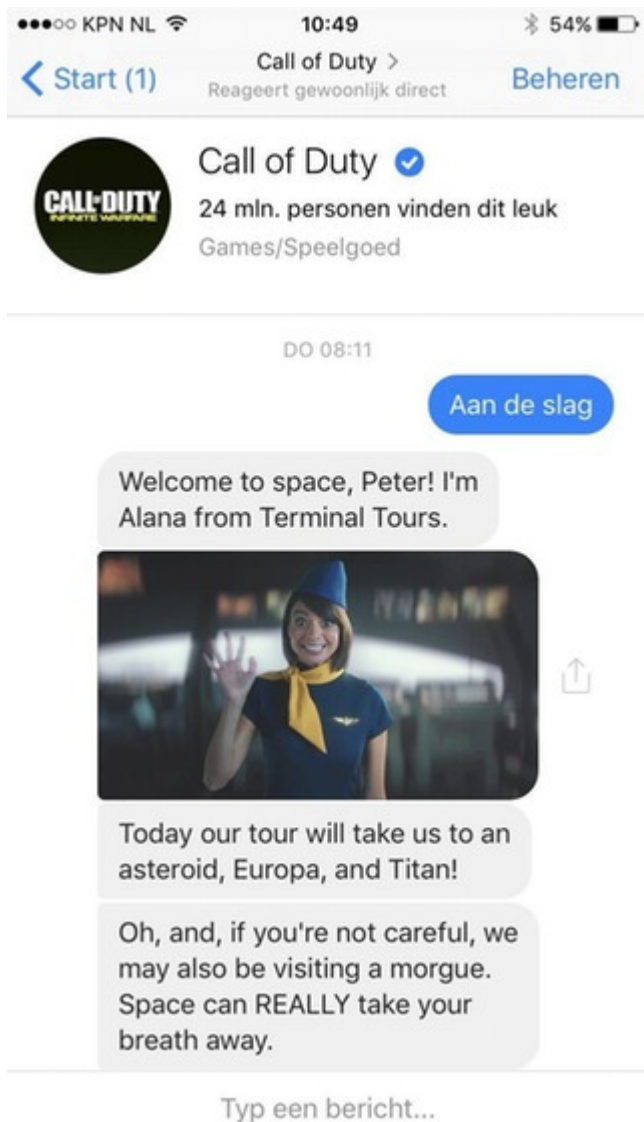 KPN NL 10:49 54%
Start (1) Call of Duty > Beheren
Reageert gewoonlijk direct
CALL OF DUTY
INFINITE WARFARE
Call of Duty
24 mln. personen vinden dit leuk
Games/Speelgoed
DO 08:11
Aan de slag
Welcome to space, Peter! I'm
Alana from Terminal Tours.
Today our tour will take us to an
asteroid, Europa, and Titan!
Oh, and, if you're not careful, we
may also be visiting a morgue.
Space can REALLY take your
breath away.
Typ een bericht...